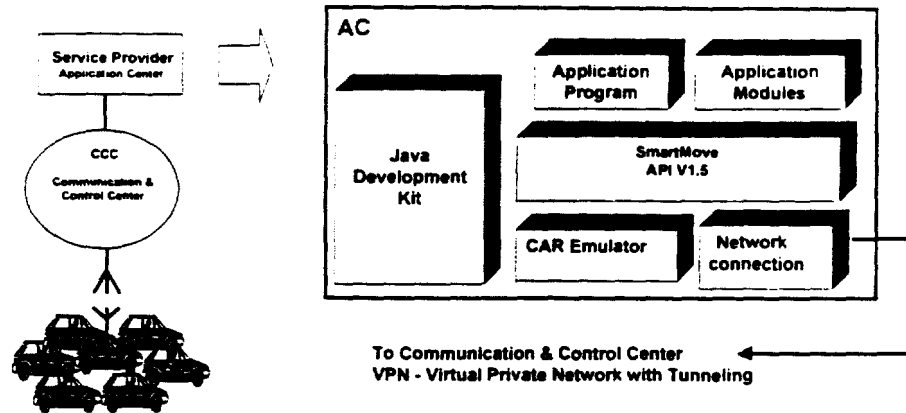 Service Provider
Application Center
CCC
Communication &
Control Center
AC
Java
Development
Kit
Application
Program
Application
Modules
SmartMove
API V1.5
CAR Emulator
Network
connection
To Communication & Control Center
VPN - Virtual Private Network with Tunneling